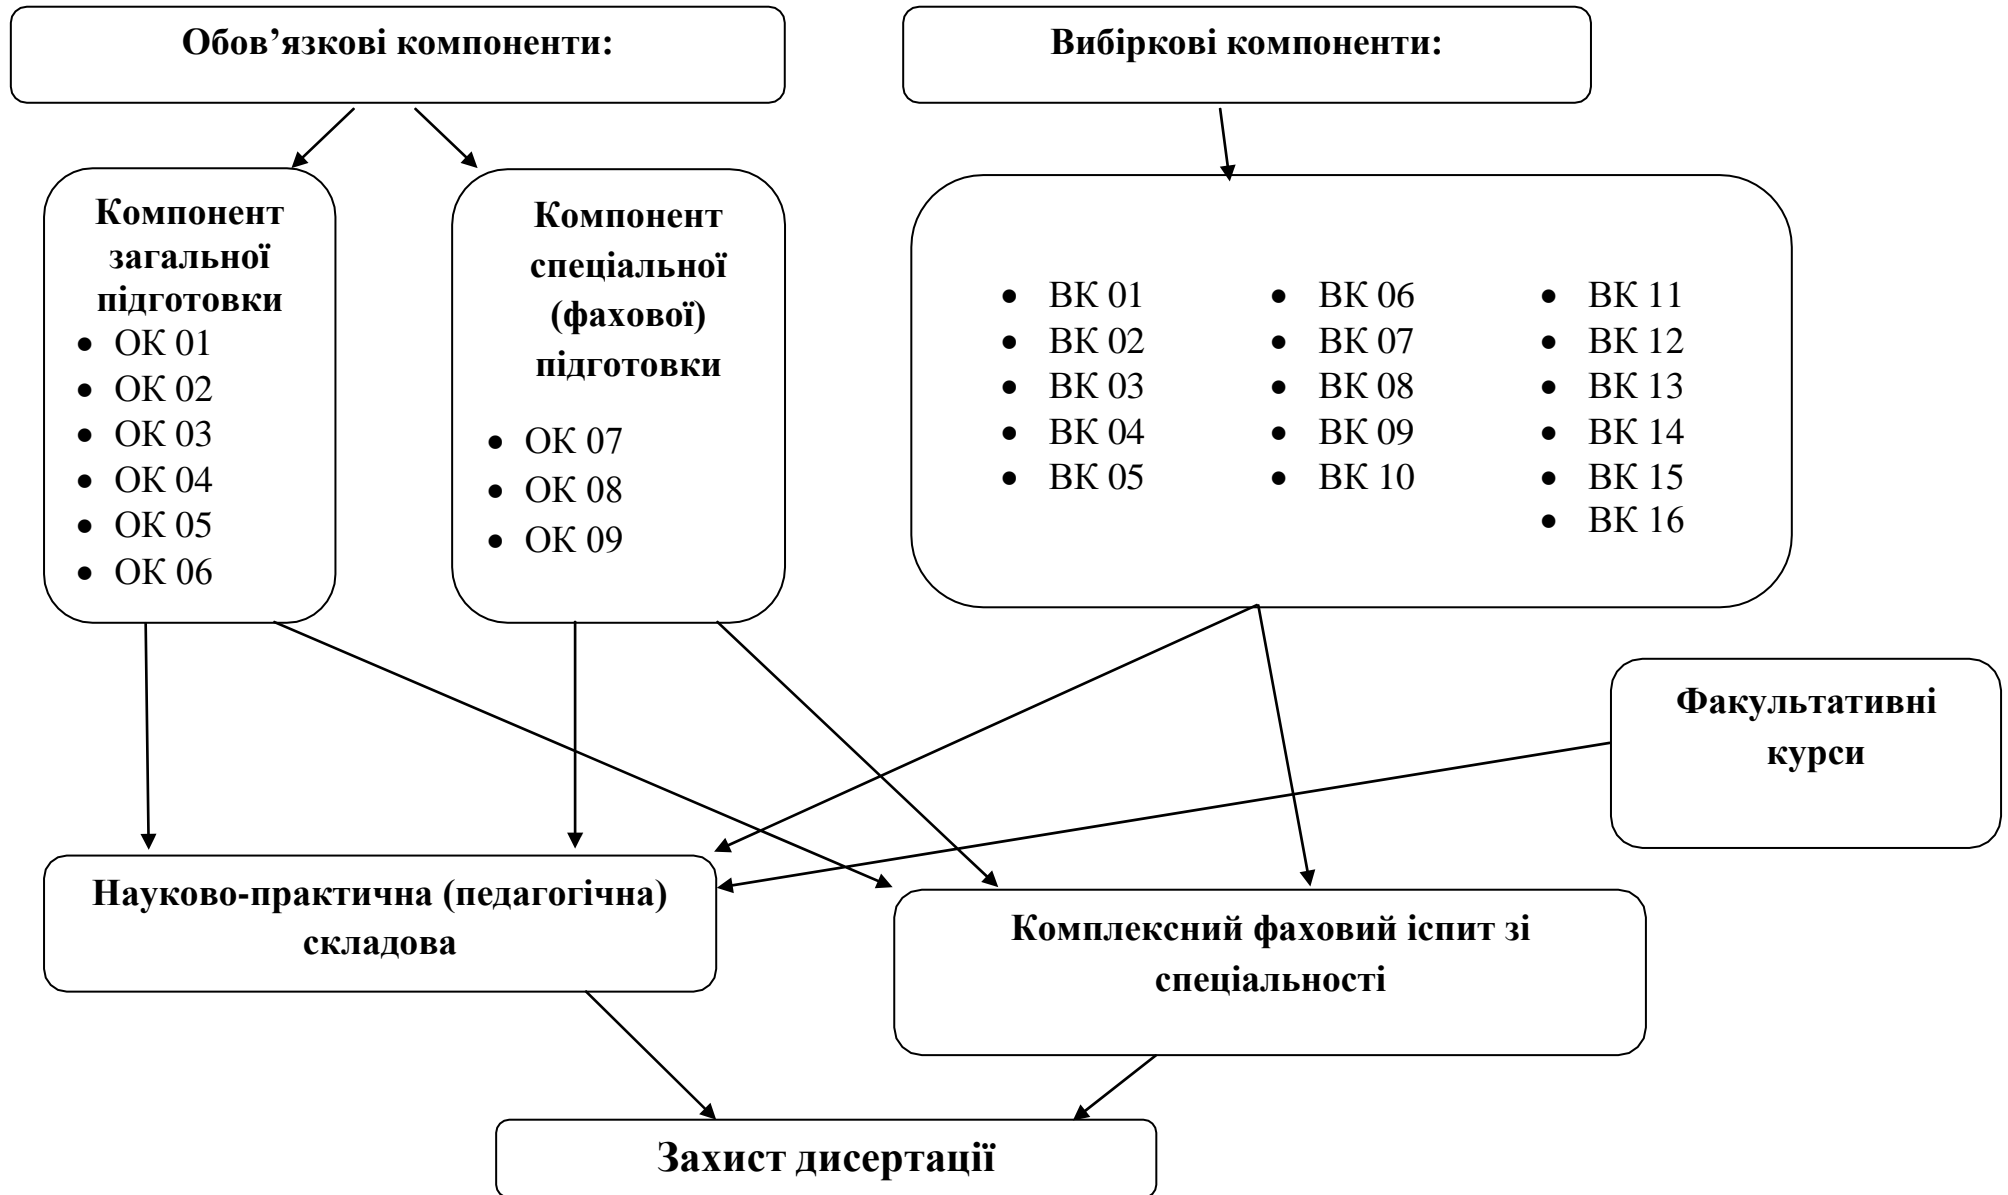 Обов’язкові компоненти:
Вибіркові компоненти:
Компонент
загальної
підготовки
• ОК 01
• ОК 02
• ОК 03
• ОК 04
• ОК 05
• ОК 06
Компонент
спеціальної
(фахової)
підготовки
• ОК 07
• ОК 08
• ОК 09
• ВК 01
• ВК 02
• ВК 03
• ВК 04
• ВК 05
• ВК 06
• ВК 07
• ВК 08
• ВК 09
• ВК 10
• ВК 11
• ВК 12
• ВК 13
• ВК 14
• ВК 15
• ВК 16
Факультативні
курси
Науково-практична (педагогічна)
складова
Комплексний фаховий іспит зі
спеціальності
Захист дисертації